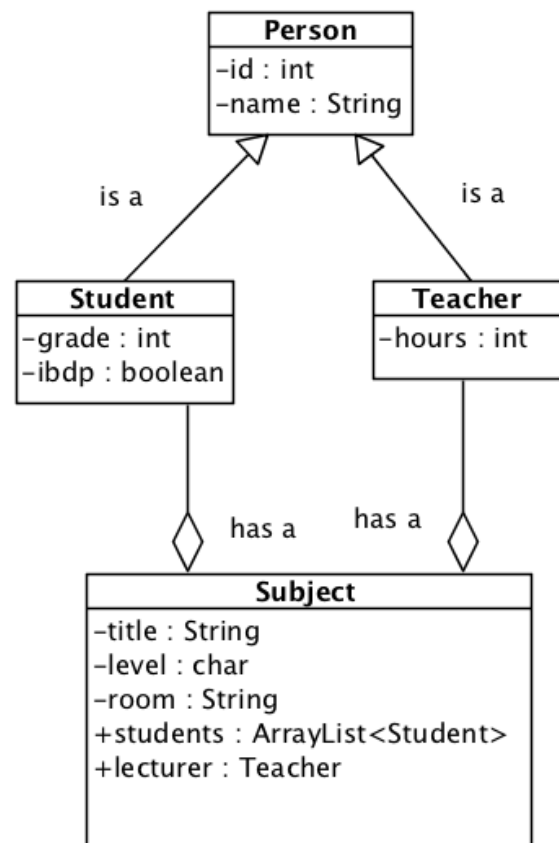 Person
-id : int
-name : String
is a
is a
Student
-grade : int
-ibdp : boolean
Teacher
-hours : int
has a
has a
Subject
-title : String
-level : char
-room : String
+students : ArrayList<Student>
+lecturer : Teacher